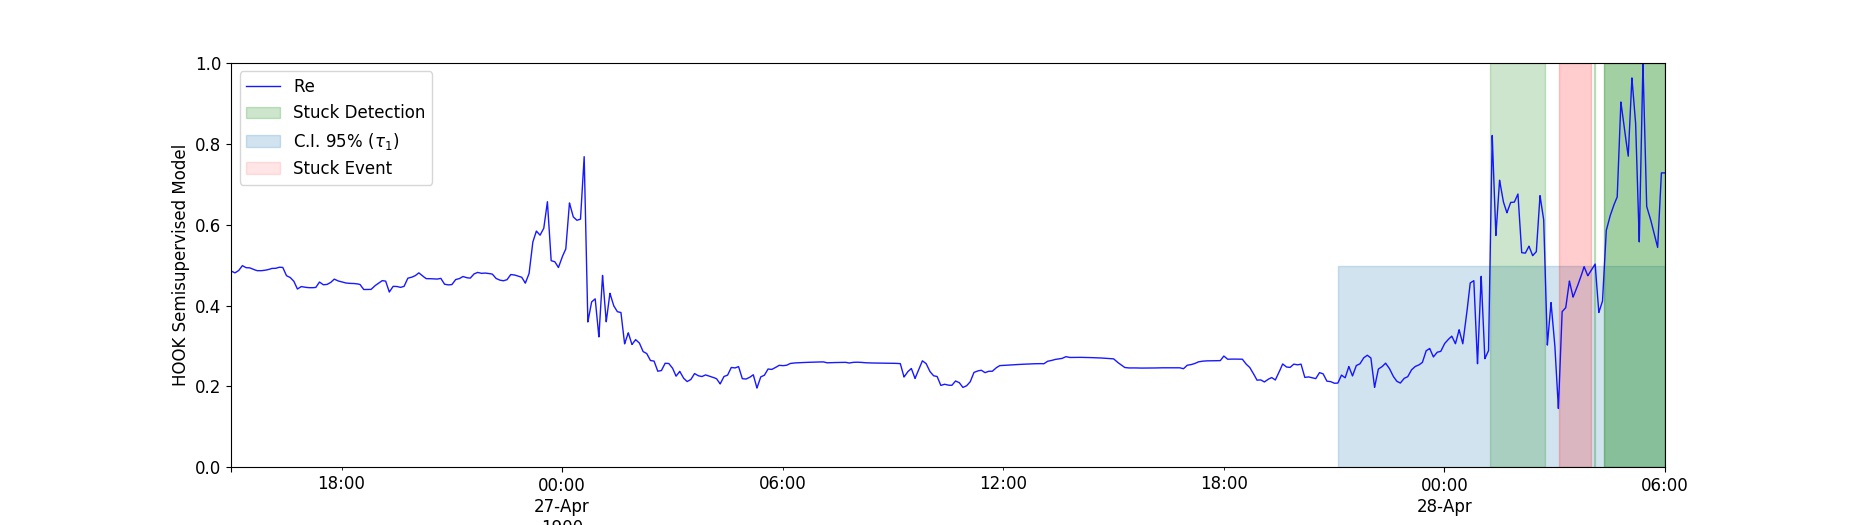 HOOK Semisupervised Model
1.0
0.8
0.6
0.4
0.2
0.0
Re
Stuck Detection
C.I. 95% (τ₁)
Stuck Event
18:00 00:00 06:00 12:00 18:00 00:00 06:00
27-Apr 28-Apr
1900